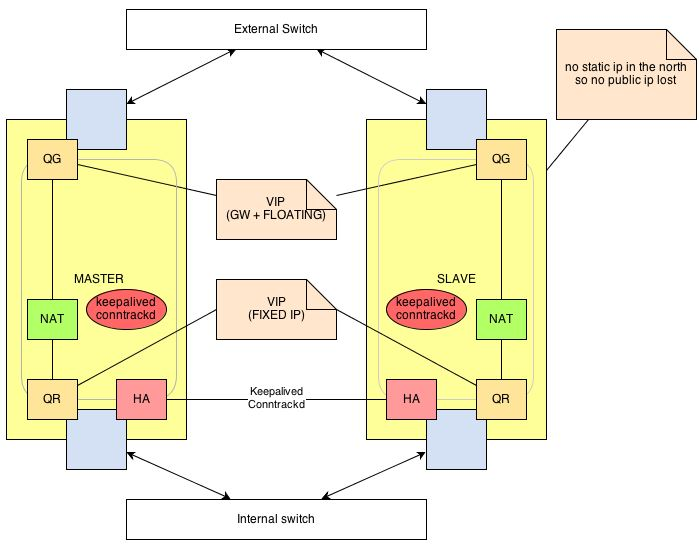 External Switch
no static ip in the north
so no public ip lost
QG
QG
VIP
(GW + FLOATING)
MASTER
SLAVE
keepalived
conntrackd
VIP
(FIXED IP)
keepalived
conntrackd
NAT
NAT
QR
HA
Keepalived
Conntrackd
HA
QR
Internal switch